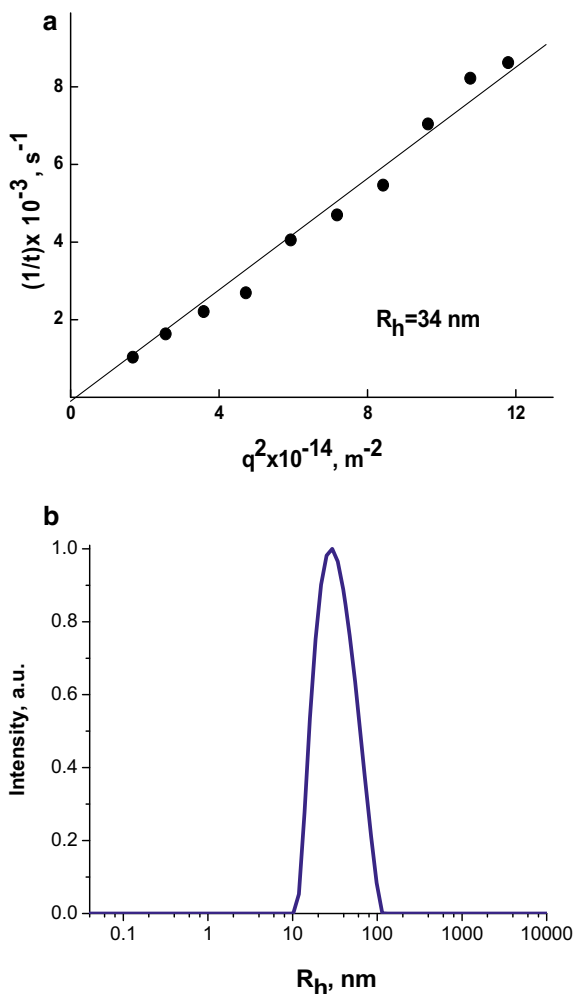 a
(1/t)x 10⁻³ , s⁻¹
8
6
4
2
R_h=34 nm
0 4 8 12
q²x10⁻¹⁴, m⁻²
b
Intensity, a.u.
1.0
0.8
0.6
0.4
0.2
0.0
0.1 1 10 100 1000 10000
R_h, nm